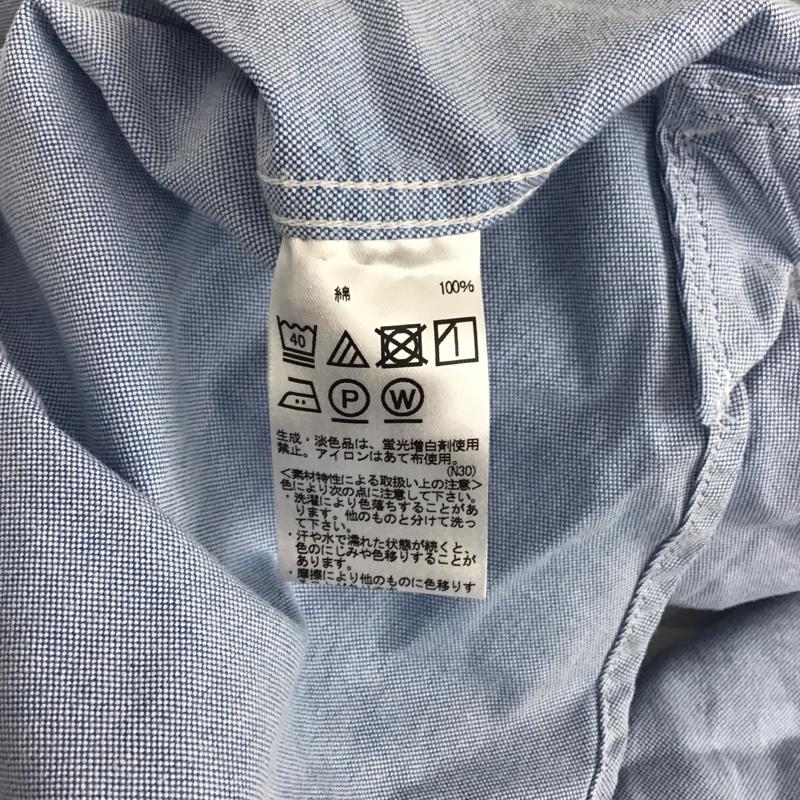 綿 100%
40
P W
生成・淡色品は、蛍光増白剤使用
禁止。アイロンはあて布使用。
(N30)
<素材特性による取扱い上の注意>
色により次の点に注意して下さい。
・洗濯により色落ちすることがあ
ります。他のものと分けて洗っ
て下さい。
・汗や水で濡れた状態が続くと、
色のにじみや色移りすることが
あります。
・摩擦により他のものに色移りす